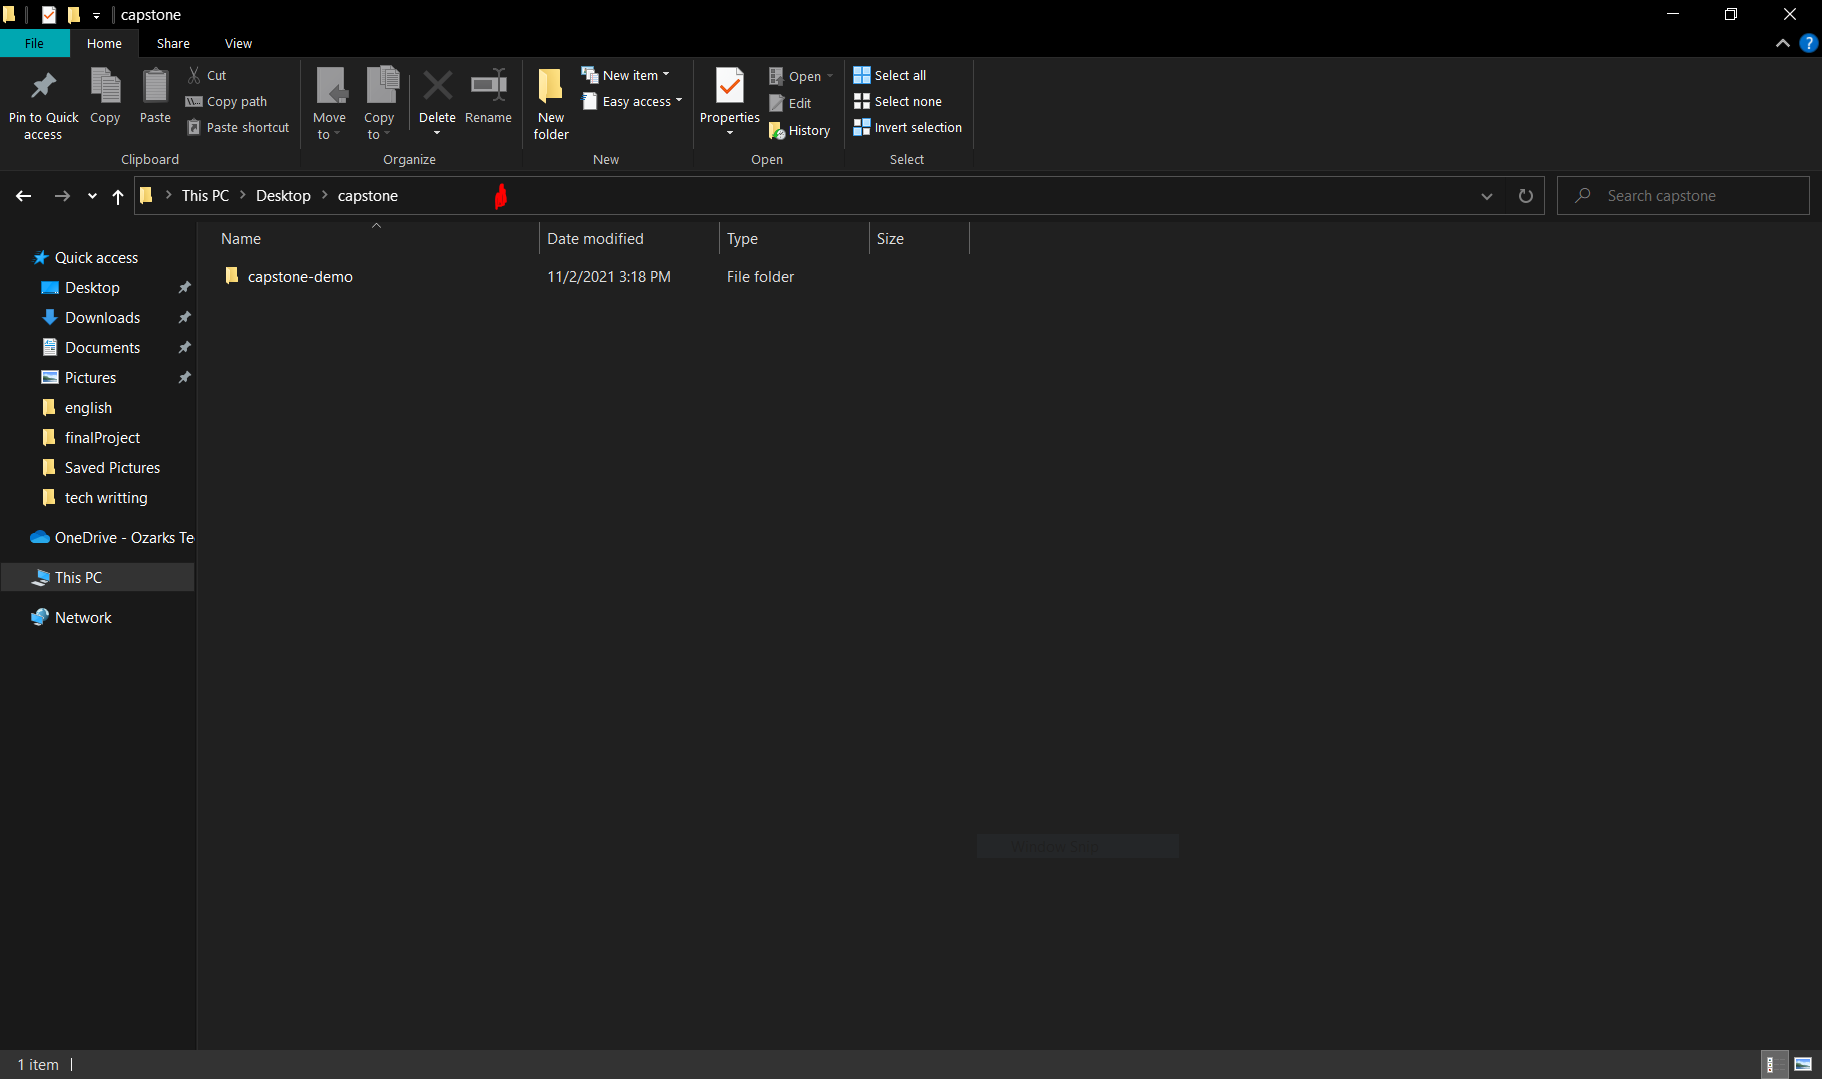 capstone
File Home Share View
Pin to Quick access
Copy
Paste
Cut
Copy path
Paste shortcut
Clipboard
Move to
Copy to
Delete
Rename
Organize
New folder
New item
Easy access
New
Properties
Open
Edit
History
Open
Select all
Select none
Invert selection
Select
This PC > Desktop > capstone
Search capstone
Name Date modified Type Size
capstone-demo 11/2/2021 3:18 PM File folder
Quick access
Desktop
Downloads
Documents
Pictures
english
finalProject
Saved Pictures
tech writting
OneDrive - Ozarks Te
This PC
Network
Window Snip
1 item